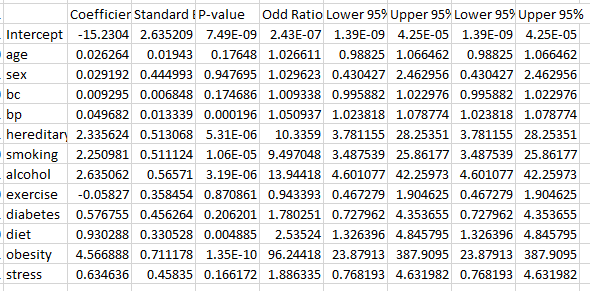 Coefficien Standard E P-value Odd Ratio Lower 95% Upper 95% Lower 95% Upper 95%
Intercept -15.2304 2.635209 7.49E-09 2.43E-07 1.39E-09 4.25E-05 1.39E-09 4.25E-05
age 0.026264 0.01943 0.17648 1.026611 0.98825 1.066462 0.98825 1.066462
sex 0.029192 0.444993 0.947695 1.029623 0.430427 2.462956 0.430427 2.462956
bc 0.009295 0.006848 0.174686 1.009338 0.995882 1.022976 0.995882 1.022976
bp 0.049682 0.013339 0.000196 1.050937 1.023818 1.078774 1.023818 1.078774
hereditary 2.335624 0.513068 5.31E-06 10.3359 3.781155 28.25351 3.781155 28.25351
smoking 2.250981 0.511124 1.06E-05 9.497048 3.487539 25.86177 3.487539 25.86177
alcohol 2.635062 0.56571 3.19E-06 13.94418 4.601077 42.25973 4.601077 42.25973
exercise -0.05827 0.358454 0.870861 0.943393 0.467279 1.904625 0.467279 1.904625
diabetes 0.576755 0.456264 0.206201 1.780251 0.727962 4.353655 0.727962 4.353655
diet 0.930288 0.330528 0.004885 2.53524 1.326396 4.845795 1.326396 4.845795
obesity 4.566888 0.711178 1.35E-10 96.24418 23.87913 387.9095 23.87913 387.9095
stress 0.634636 0.45835 0.166172 1.886335 0.768193 4.631982 0.768193 4.631982